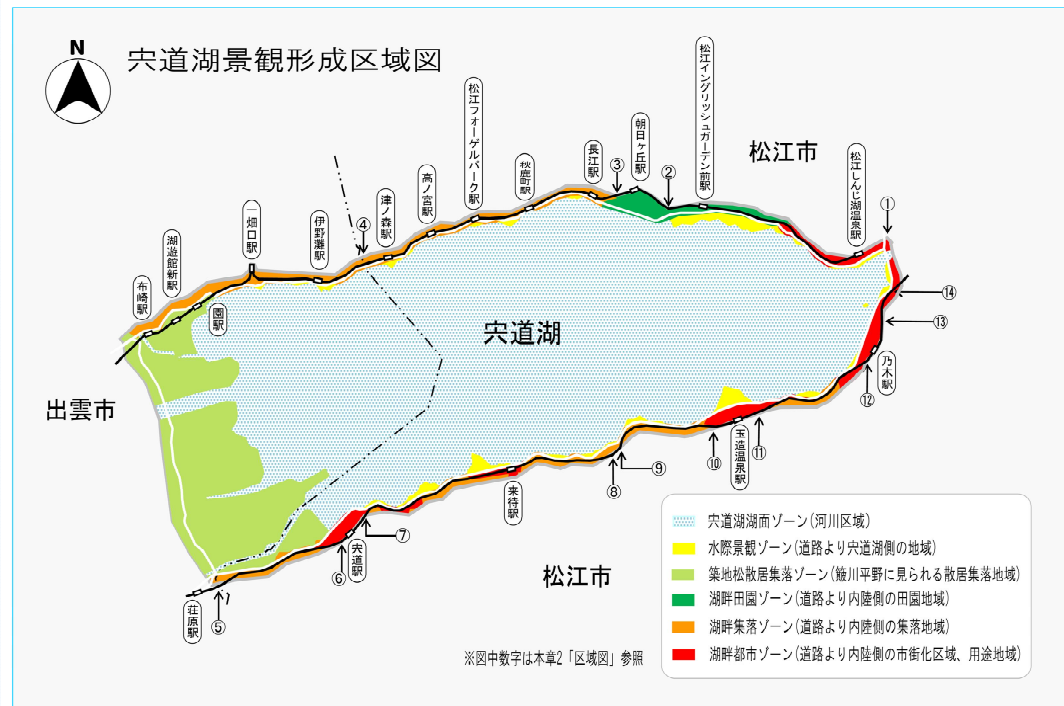 N
宍道湖景観形成区域図
松江市
出雲市
松江市
宍道湖
布崎駅
湖遊館新駅
園駅
畑口駅
伊野灘駅
④
津ノ森駅
高ノ宮駅
松江フォーゲルパーク駅
秋鹿町駅
長江駅
③
朝日ヶ丘駅
②
松江イングリッシュガーデン前駅
松江しんじ湖温泉駅
①
⑭
⑬
乃木駅
⑫
⑪
玉造温泉駅
⑩
⑨
⑧
来待駅
⑦
宍道駅
⑥
⑤
荘原駅
宍道湖湖面ゾーン(河川区域)
水際景観ゾーン(道路より宍道湖側の地域)
築地松散居集落ゾーン(簸川平野に見られる散居集落地域)
湖畔田園ゾーン(道路より内陸側の田園地域)
湖畔集落ゾーン(道路より内陸側の集落地域)
湖畔都市ゾーン(道路より内陸側の市街化区域、用途地域)
※図中数字は本章2「区域図」参照